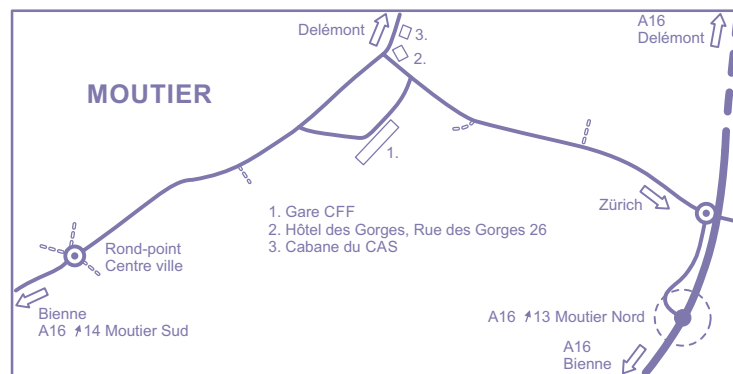 Delémont
3.
2.
A16
Delémont
MOUTIER
1.
Zürich
1. Gare CFF
2. Hôtel des Gorges, Rue des Gorges 26
3. Cabane du CAS
Rond-point
Centre ville
Bienne
A16 13 Moutier Nord
A16 14 Moutier Sud
A16
Bienne